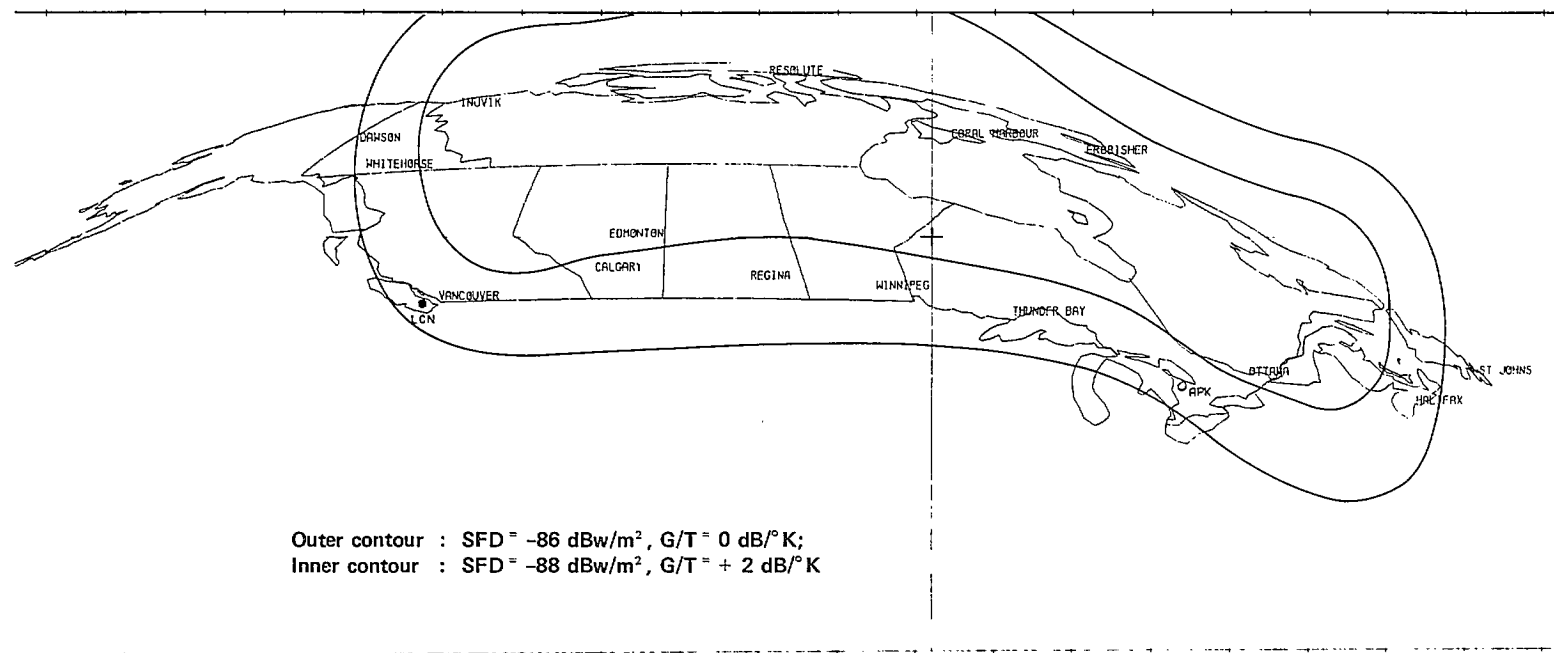 RESOLUTE
INUVIK
DAWSON
CORAL HARBOUR
FROBISHER
WHITEHORSE
EDMONTON
CALGARY
REGINA
WINNIPEG
VANCOUVER
LCN
THUNDER BAY
OTTAWA
ST JOHNS
APK
HALIFAX
Outer contour : SFD = -86 dBw/m², G/T = 0 dB/°K;
Inner contour : SFD = -88 dBw/m², G/T = + 2 dB/°K